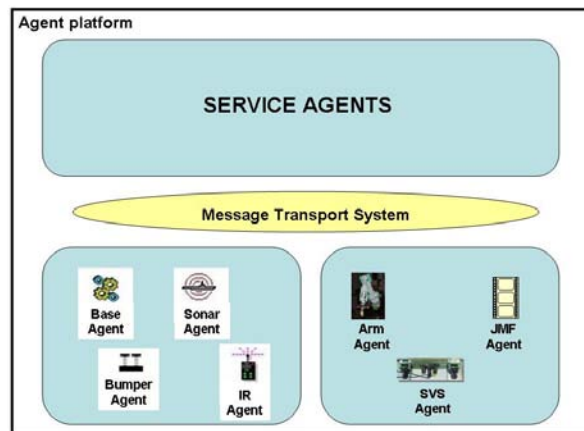 Agent platform
SERVICE AGENTS
Message Transport System
Base
Agent
Sonar
Agent
Bumper
Agent
IR
Agent
Arm
Agent
JMF
Agent
SVS
Agent